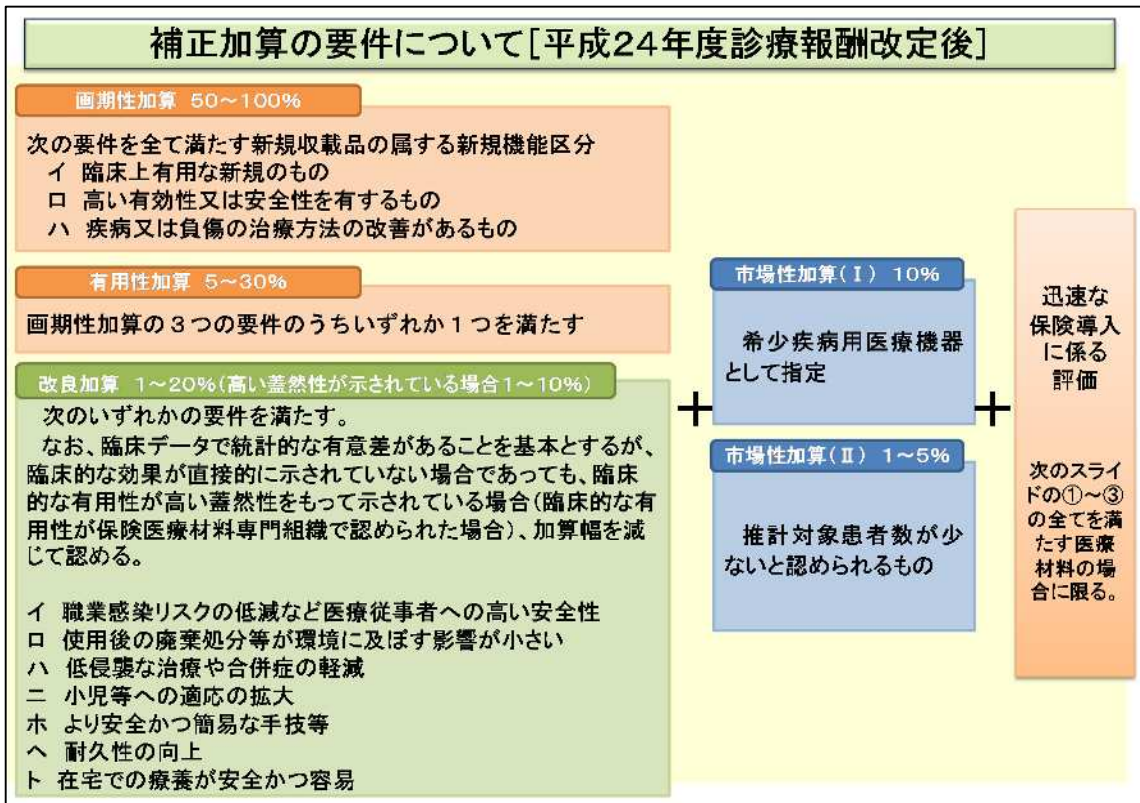 補正加算の要件について[平成24年度診療報酬改定後]
画期性加算 50～100%
次の要件を全て満たす新規収載品の属する新規機能区分
イ 臨床上有用な新規のもの
ロ 高い有効性又は安全性を有するもの
ハ 疾病又は負傷の治療方法の改善があるもの
有用性加算 5～30%
画期性加算の3つの要件のうちいずれか1つを満たす
改良加算 1～20%(高い蓋然性が示されている場合1～10%)
次のいずれかの要件を満たす。
なお、臨床データで統計的な有意差があることを基本とするが、
臨床的な効果が直接的に示されていない場合であっても、臨床
的な有用性が高い蓋然性をもって示されている場合(臨床的な有
用性が保険医療材料専門組織で認められた場合)、加算幅を減
じて認める。
イ 職業感染リスクの低減など医療従事者への高い安全性
ロ 使用後の廃棄処分等が環境に及ぼす影響が小さい
ハ 低侵襲な治療や合併症の軽減
ニ 小児等への適応の拡大
ホ より安全かつ簡易な手技等
ヘ 耐久性の向上
ト 在宅での療養が安全かつ容易
+
市場性加算(Ⅰ) 10%
希少疾病用医療機器
として指定
市場性加算(Ⅱ) 1～5%
推計対象患者数が少
ないと認められるもの
+
迅速な
保険導入
に係る
評価
次のスライ
ドの①～③
の全てを満
たす医療
材料の場
合に限る。